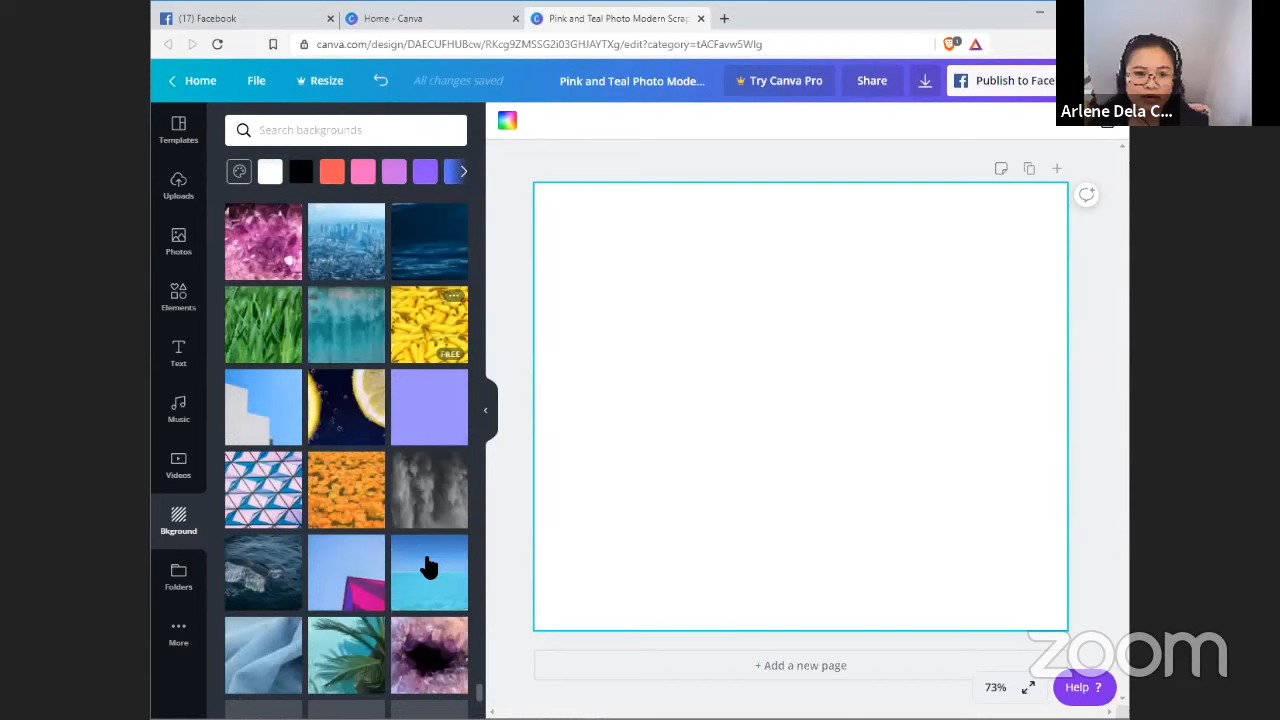 (17) Facebook
Home - Canva
Pink and Teal Photo Modern Scrap
canva.com/design/DAECUFHUBcw/RKcg9ZMSSG2i03GHJAYTXg/edit?category=tACFavw5WIg
1
Home
File
Resize
All changes saved
Pink and Teal Photo Mode...
Try Canva Pro
Share
Publish to Face
Arlene Dela C...
Templates
Uploads
Photos
Elements
Text
Music
Videos
Bkground
Folders
More
Search backgrounds
FREE
+ Add a new page
73%
Help ?
zoom